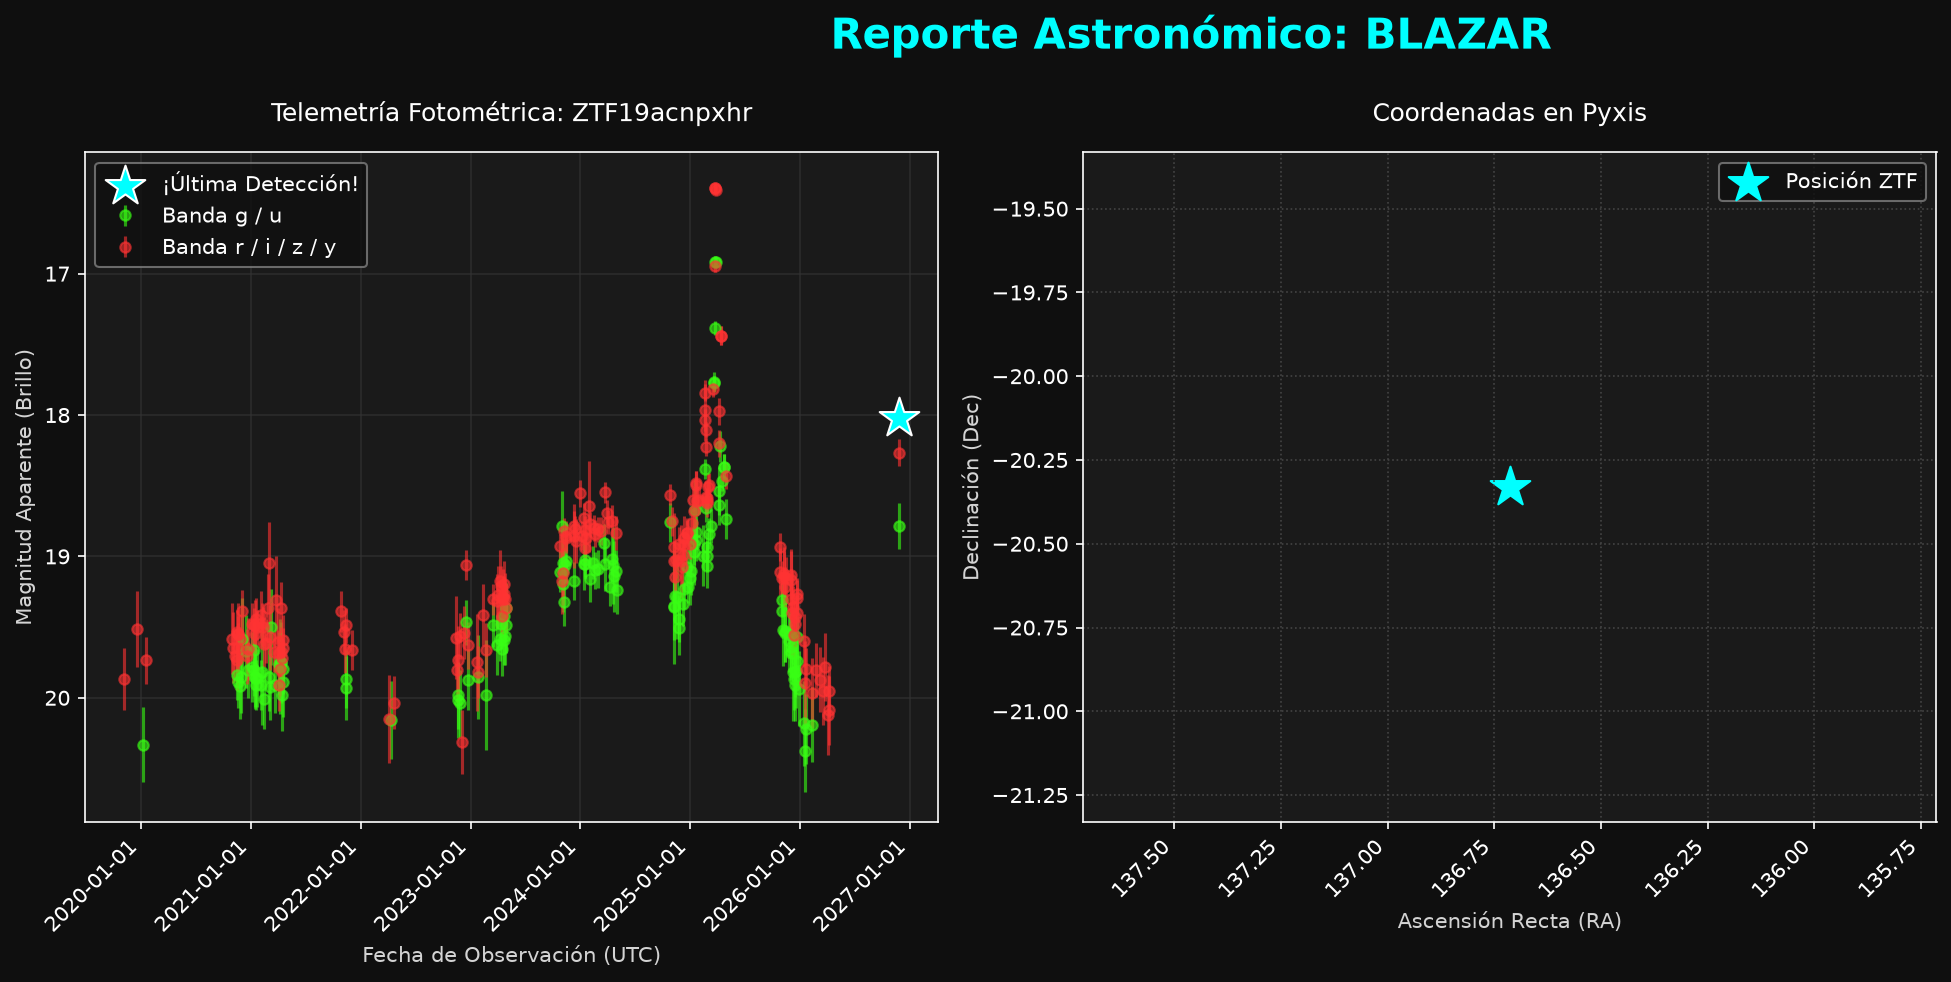 Reporte Astronómico: BLAZAR
Telemetría Fotométrica: ZTF19acnpxhr
¡Última Detección!
Banda g / u
Banda r / i / z / y
Magnitud Aparente (Brillo)
17
18
19
20
2020-01-01
2021-01-01
2022-01-01
2023-01-01
2024-01-01
2025-01-01
2026-01-01
2027-01-01
Fecha de Observación (UTC)
Coordenadas en Pyxis
Posición ZTF
Declinación (Dec)
−19.50
−19.75
−20.00
−20.25
−20.50
−20.75
−21.00
−21.25
137.50
137.25
137.00
136.75
136.50
136.25
136.00
135.75
Ascensión Recta (RA)